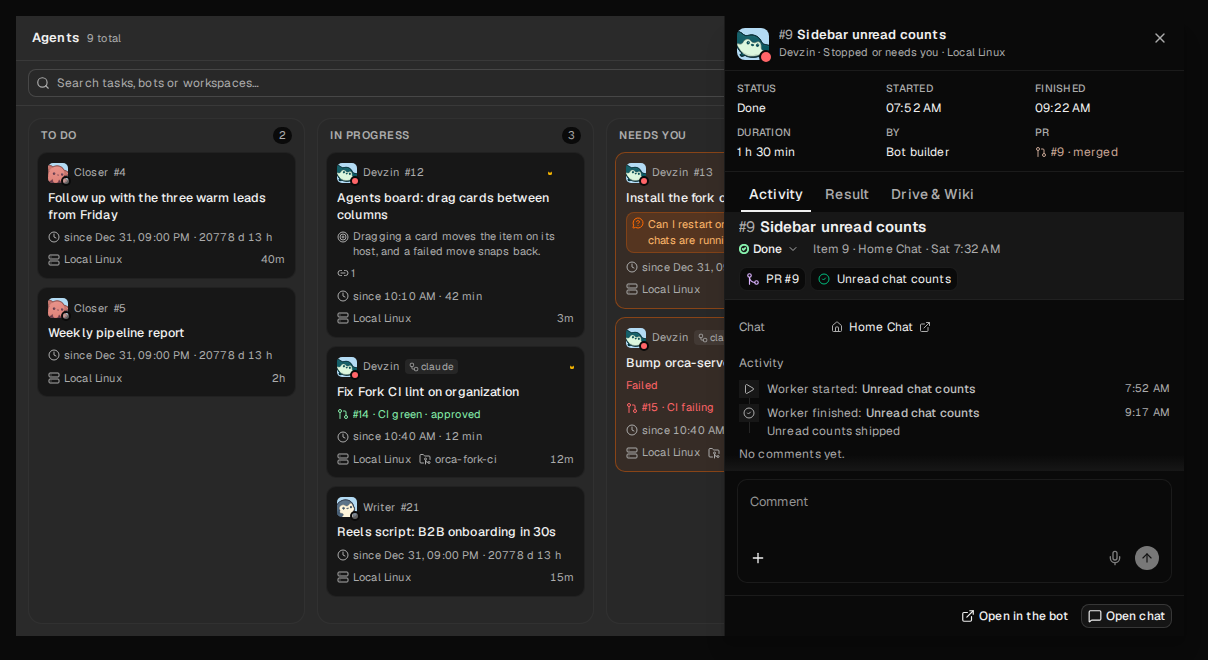 Agents 9 total
Search tasks, bots or workspaces…
TO DO 2
Closer #4
Follow up with the three warm leads
from Friday
since Dec 31, 09:00 PM · 20778 d 13 h
Local Linux 40m
Closer #5
Weekly pipeline report
since Dec 31, 09:00 PM · 20778 d 13 h
Local Linux 2h
IN PROGRESS 3
Devzin #12
Agents board: drag cards between
columns
Dragging a card moves the item on its
host, and a failed move snaps back.
1
since 10:10 AM · 42 min
Local Linux 3m
Devzin claude
Fix Fork CI lint on organization
#14 · CI green · approved
since 10:40 AM · 12 min
Local Linux orca-fork-ci 12m
Writer #21
Reels script: B2B onboarding in 30s
since Dec 31, 09:00 PM · 20778 d 13 h
Local Linux 15m
NEEDS YOU
Devzin #13
Install the fork
Can I restart
chats are
since Dec 31,
Local Linux
Devzin
Bump
Failed
#15 · CI failing
since 10:40 AM
Local Linux
#9 Sidebar unread counts
Devzin · Stopped or needs you · Local Linux
STATUS STARTED FINISHED
Done 07:52 AM 09:22 AM
DURATION BY PR
1 h 30 min Bot builder #9 · merged
Activity Result Drive & Wiki
#9 Sidebar unread counts
Done Item 9 · Home Chat · Sat 7:32 AM
PR #9 Unread chat counts
Chat Home Chat
Activity
Worker started: Unread chat counts 7:52 AM
Worker finished: Unread chat counts 9:17 AM
Unread counts shipped
No comments yet.
Comment
Open in the bot Open chat